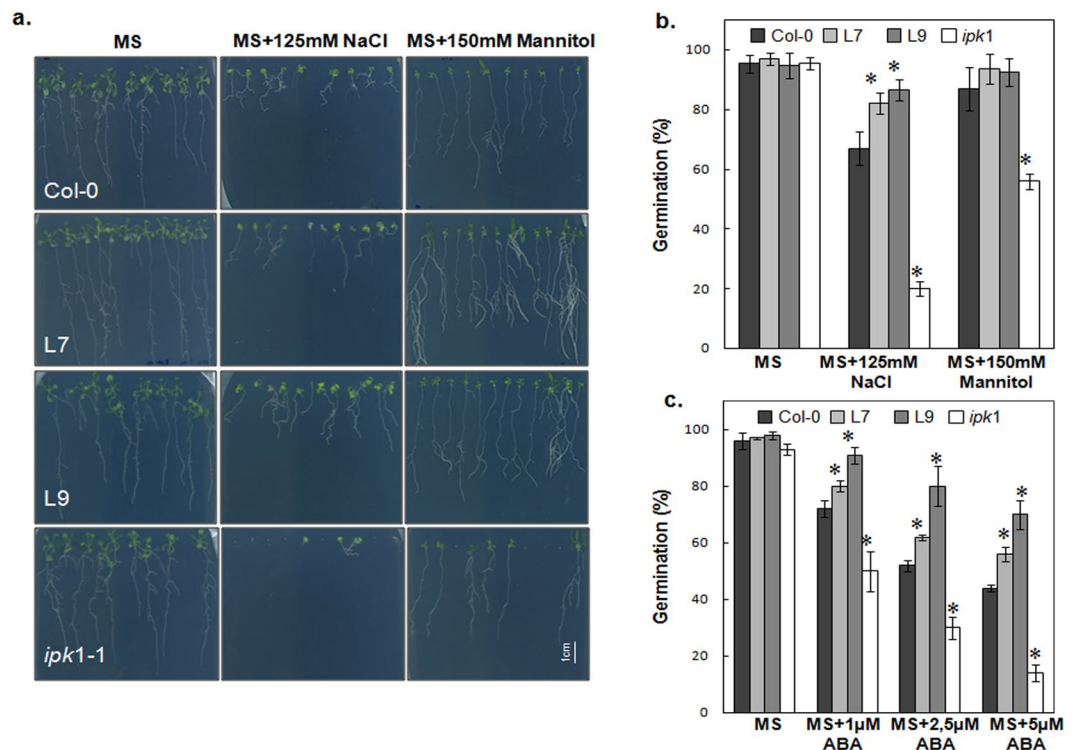 a.
MS MS+125mM NaCl MS+150mM Mannitol
Col-0
L7
L9
ipk1-1
1cm
b.
Col-0 L7 L9 ipk1
Germination (%)
100
80
60
40
20
0
* * * *
MS MS+125mM NaCl MS+150mM Mannitol
c.
Col-0 L7 L9 ipk1
Germination (%)
100
80
60
40
20
0
* * * * * * * * *
MS MS+1µM ABA MS+2,5µM ABA MS+5µM ABA